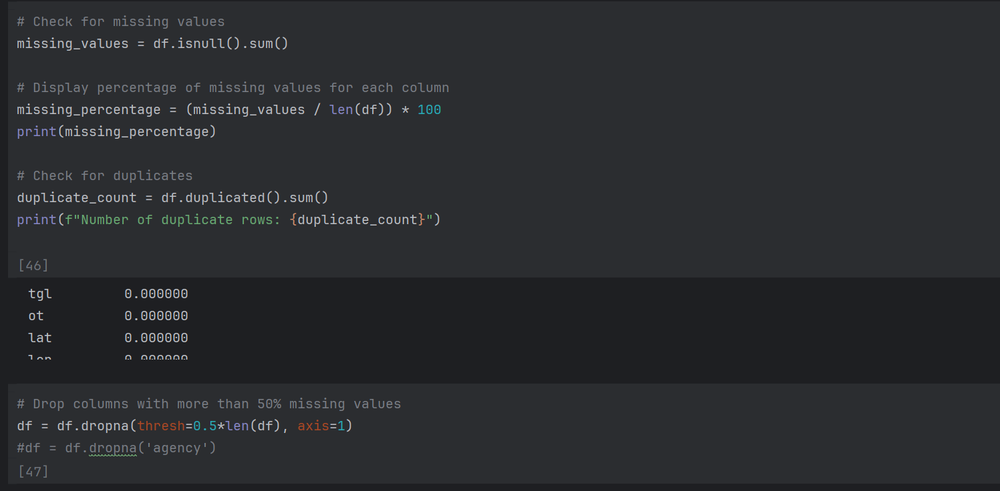 # Check for missing values
missing_values = df.isnull().sum()
# Display percentage of missing values for each column
missing_percentage = (missing_values / len(df)) * 100
print(missing_percentage)
# Check for duplicates
duplicate_count = df.duplicated().sum()
print(f"Number of duplicate rows: {duplicate_count}")
[46]
tgl 0.000000
ot 0.000000
lat 0.000000
lon 0.000000
# Drop columns with more than 50% missing values
df = df.dropna(thresh=0.5*len(df), axis=1)
#df = df.dropna('agency')
[47]